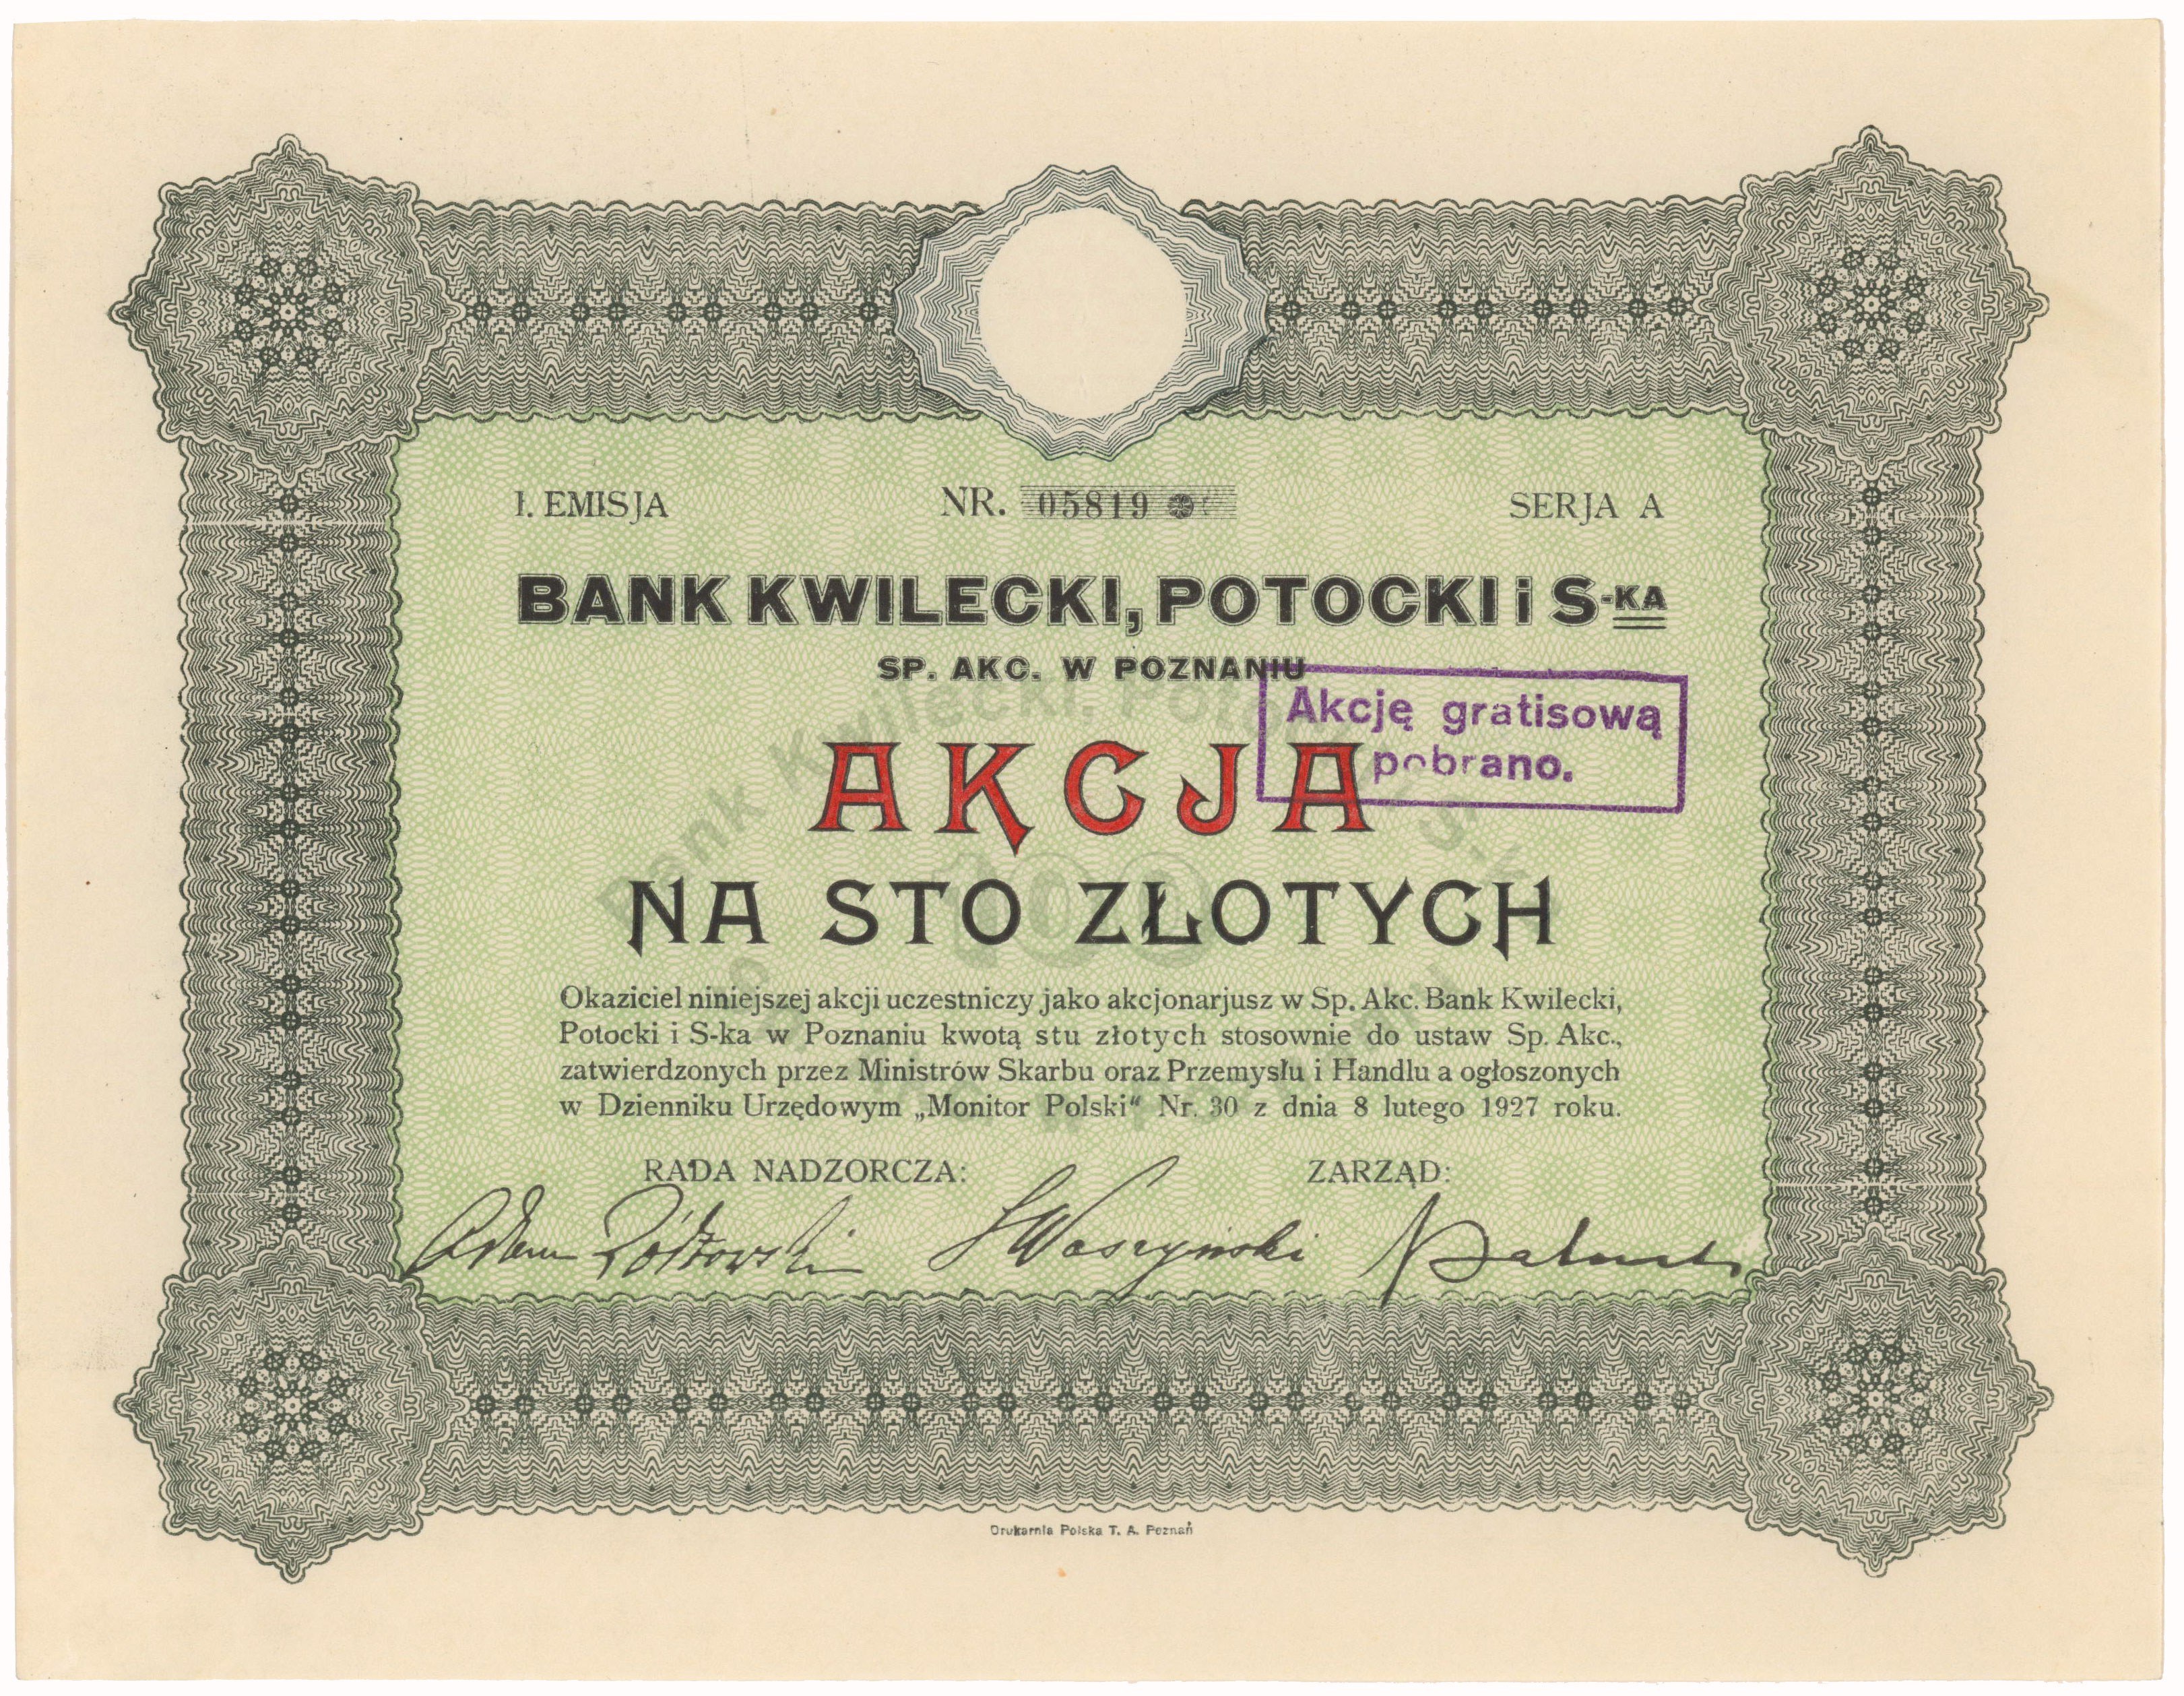 I. EMISJA NR. 05819 SERJA A
BANK KWILECKI, POTOCKI i S-KA
SP. AKC. W POZNANIU
Akcję gratisową
pobrano.
AKCJA
NA STO ZŁOTYCH
Okaziciel niniejszej akcji uczestniczy jako akcjonarjusz w Sp. Akc. Bank Kwilecki,
Potocki i S-ka w Poznaniu kwotą stu złotych stosownie do ustaw Sp. Akc.,
zatwierdzonych przez Ministrów Skarbu oraz Przemysłu i Handlu a ogłoszonych
w Dzienniku Urzędowym „Monitor Polski“ Nr. 30 z dnia 8 lutego 1927 roku.
RADA NADZORCZA: ZARZĄD:
Adam Żółtowski
Drukarnia Polska T. A. Poznań